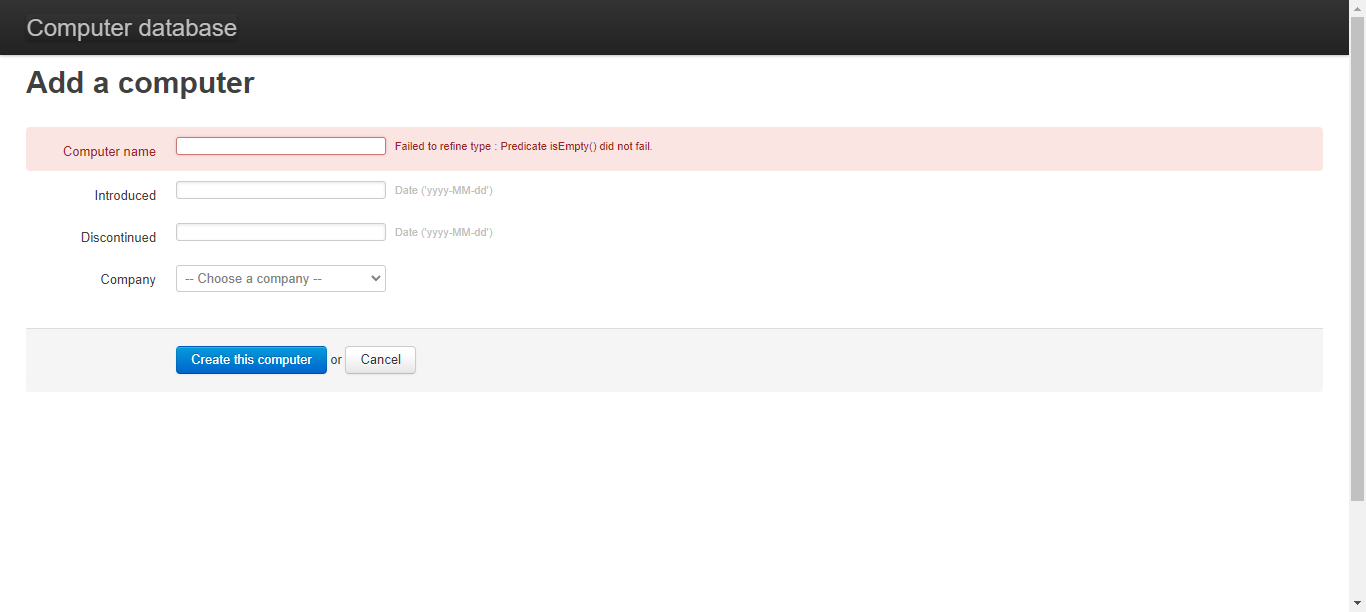 Computer database
Add a computer
Computer name Failed to refine type : Predicate isEmpty() did not fail.
Introduced Date ('yyyy-MM-dd')
Discontinued Date ('yyyy-MM-dd')
Company -- Choose a company --
Create this computer or Cancel